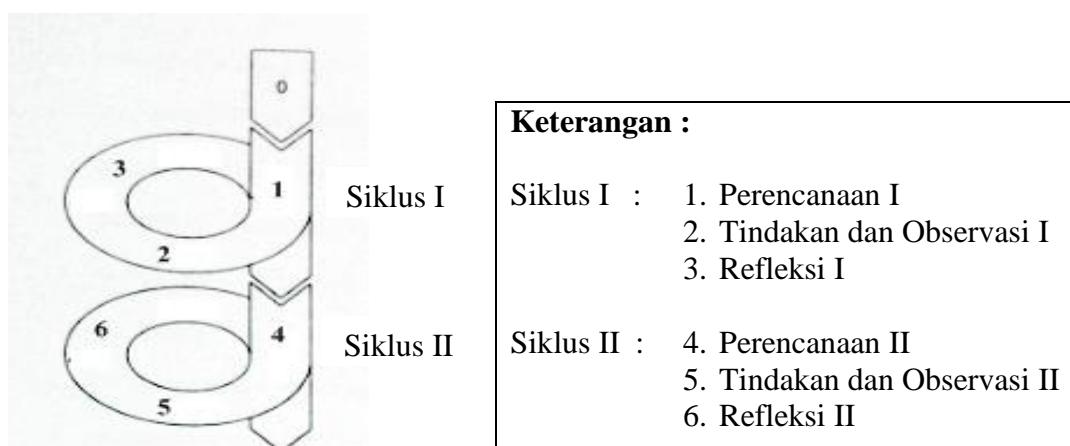 0
3
1
2
Siklus I
6
4
5
Siklus II
Keterangan :
Siklus I : 1. Perencanaan I
2. Tindakan dan Observasi I
3. Refleksi I
Siklus II : 4. Perencanaan II
5. Tindakan dan Observasi II
6. Refleksi II